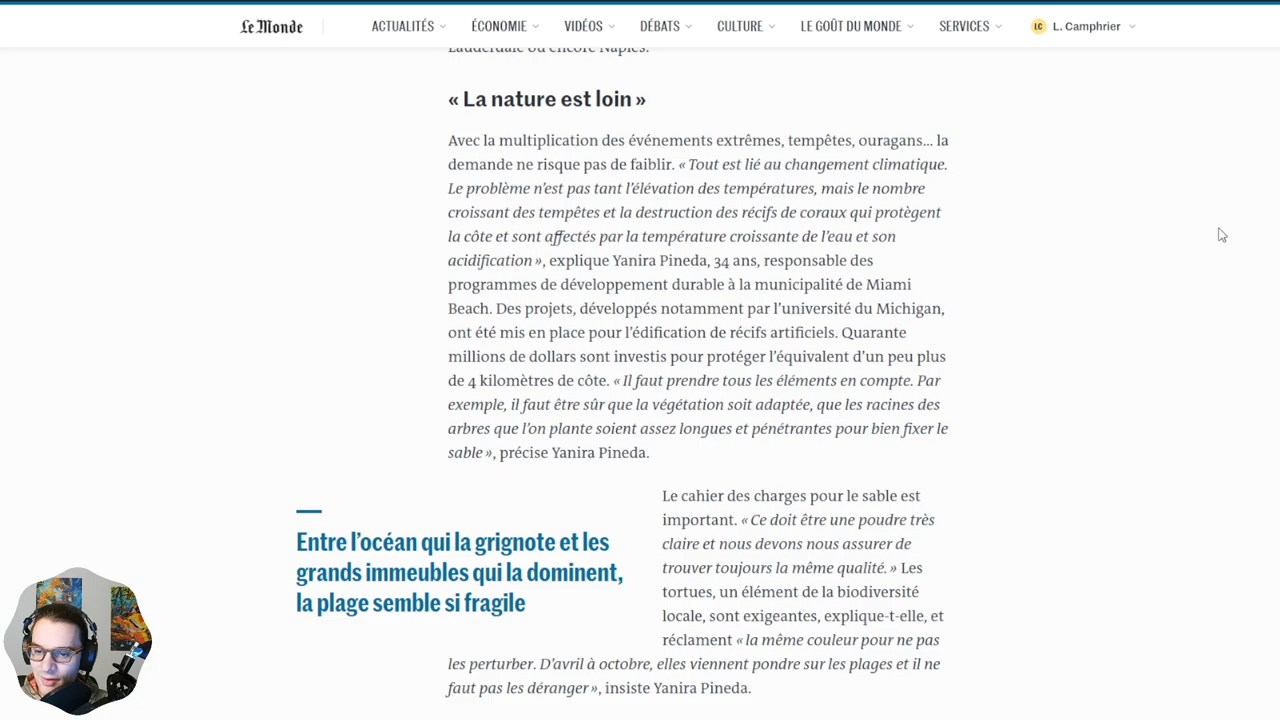 Le Monde
ACTUALITÉS
ÉCONOMIE
VIDÉOS
DÉBATS
CULTURE
LE GOÛT DU MONDE
SERVICES
LC
L. Camphrier
Lauderdale ou encore Naples.
« La nature est loin »
Avec la multiplication des événements extrêmes, tempêtes, ouragans… la
demande ne risque pas de faiblir. « Tout est lié au changement climatique.
Le problème n’est pas tant l’élévation des températures, mais le nombre
croissant des tempêtes et la destruction des récifs de coraux qui protègent
la côte et sont affectés par la température croissante de l’eau et son
acidification », explique Yanira Pineda, 34 ans, responsable des
programmes de développement durable à la municipalité de Miami
Beach. Des projets, développés notamment par l’université du Michigan,
ont été mis en place pour l’édification de récifs artificiels. Quarante
millions de dollars sont investis pour protéger l’équivalent d’un peu plus
de 4 kilomètres de côte. « Il faut prendre tous les éléments en compte. Par
exemple, il faut être sûr que la végétation soit adaptée, que les racines des
arbres que l’on plante soient assez longues et pénétrantes pour bien fixer le
sable », précise Yanira Pineda.
Entre l’océan qui la grignote et les
grands immeubles qui la dominent,
la plage semble si fragile
Le cahier des charges pour le sable est
important. « Ce doit être une poudre très
claire et nous devons nous assurer de
trouver toujours la même qualité. » Les
tortues, un élément de la biodiversité
locale, sont exigeantes, explique-t-elle, et
réclament « la même couleur pour ne pas
les perturber. D’avril à octobre, elles viennent pondre sur les plages et il ne
faut pas les déranger », insiste Yanira Pineda.